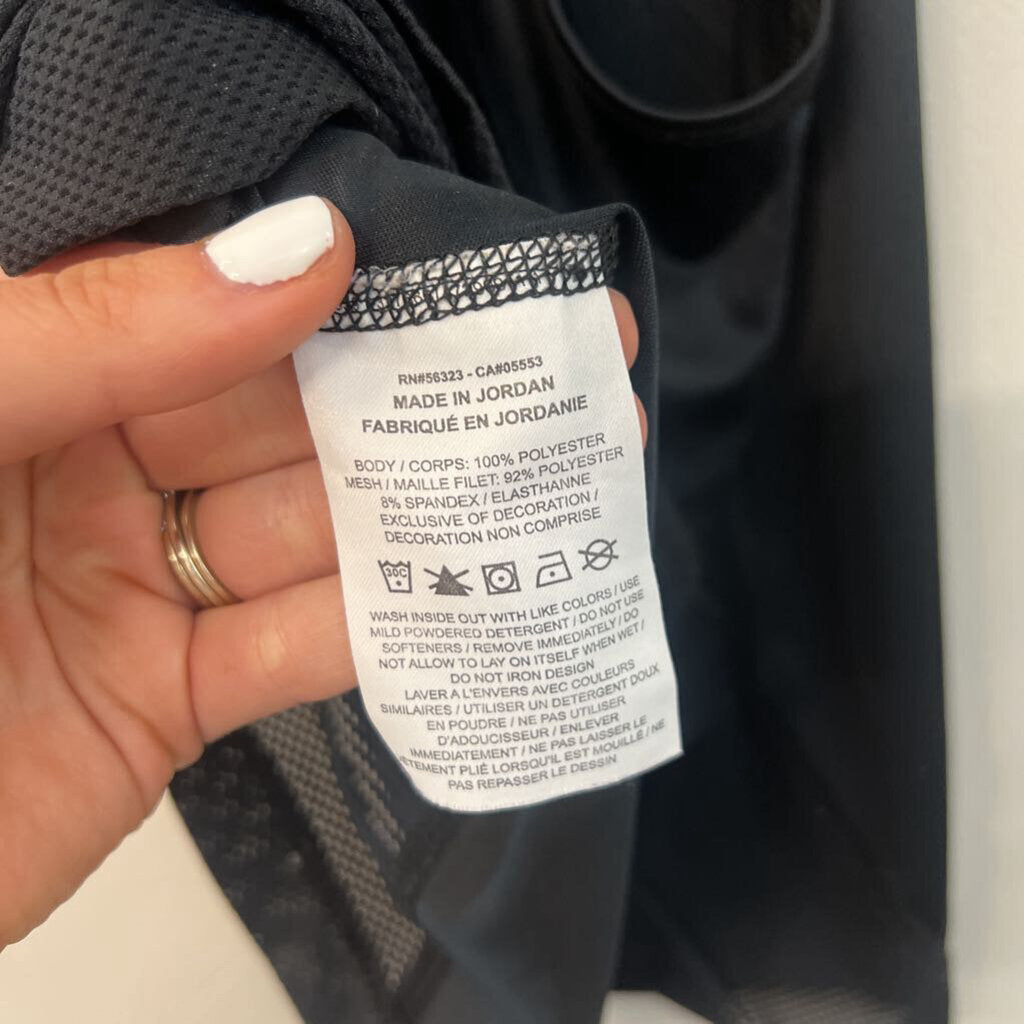 RN#56323 - CA#05553
MADE IN JORDAN
FABRIQUÉ EN JORDANIE
BODY / CORPS: 100% POLYESTER
MESH / MAILLE FILET: 92% POLYESTER
8% SPANDEX / ELASTHANNE
EXCLUSIVE OF DECORATION /
DECORATION NON COMPRISE
30C
WASH INSIDE OUT WITH LIKE COLORS / USE
MILD POWDERED DETERGENT / DO NOT USE
SOFTENERS / REMOVE IMMEDIATELY / DO
NOT ALLOW TO LAY ON ITSELF WHEN WET /
DO NOT IRON DESIGN
LAVER A L'ENVERS AVEC COULEURS
SIMILAIRES / UTILISER UN DETERGENT DOUX
EN POUDRE / NE PAS UTILISER
D'ADOUCISSEUR / ENLEVER
IMMEDIATEMENT / NE PAS LAISSER LE
ETEMENT PLIÉ LORSQU'IL EST MOUILLÉ / NE
PAS REPASSER LE DESSIN